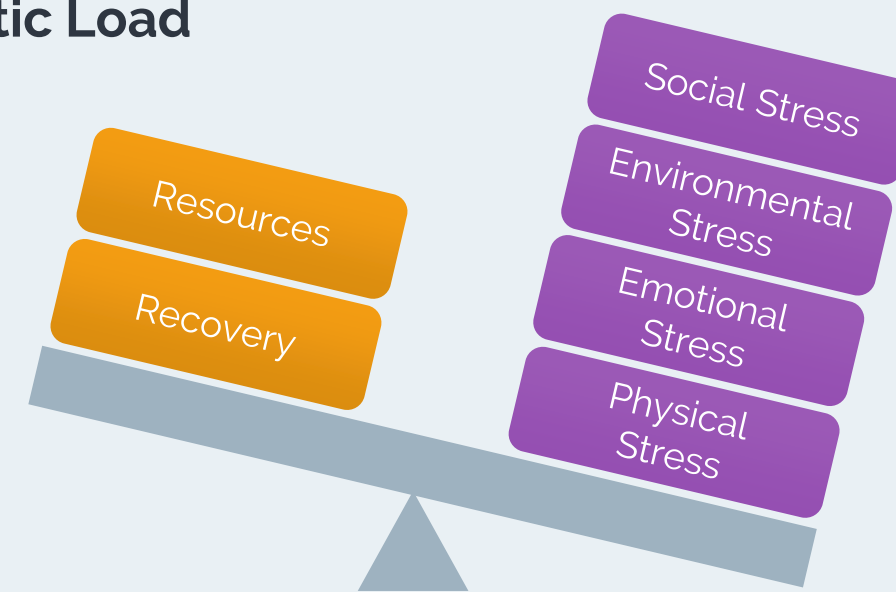 tic Load
Resources
Recovery
Social Stress
Environmental
Stress
Emotional
Stress
Physical
Stress